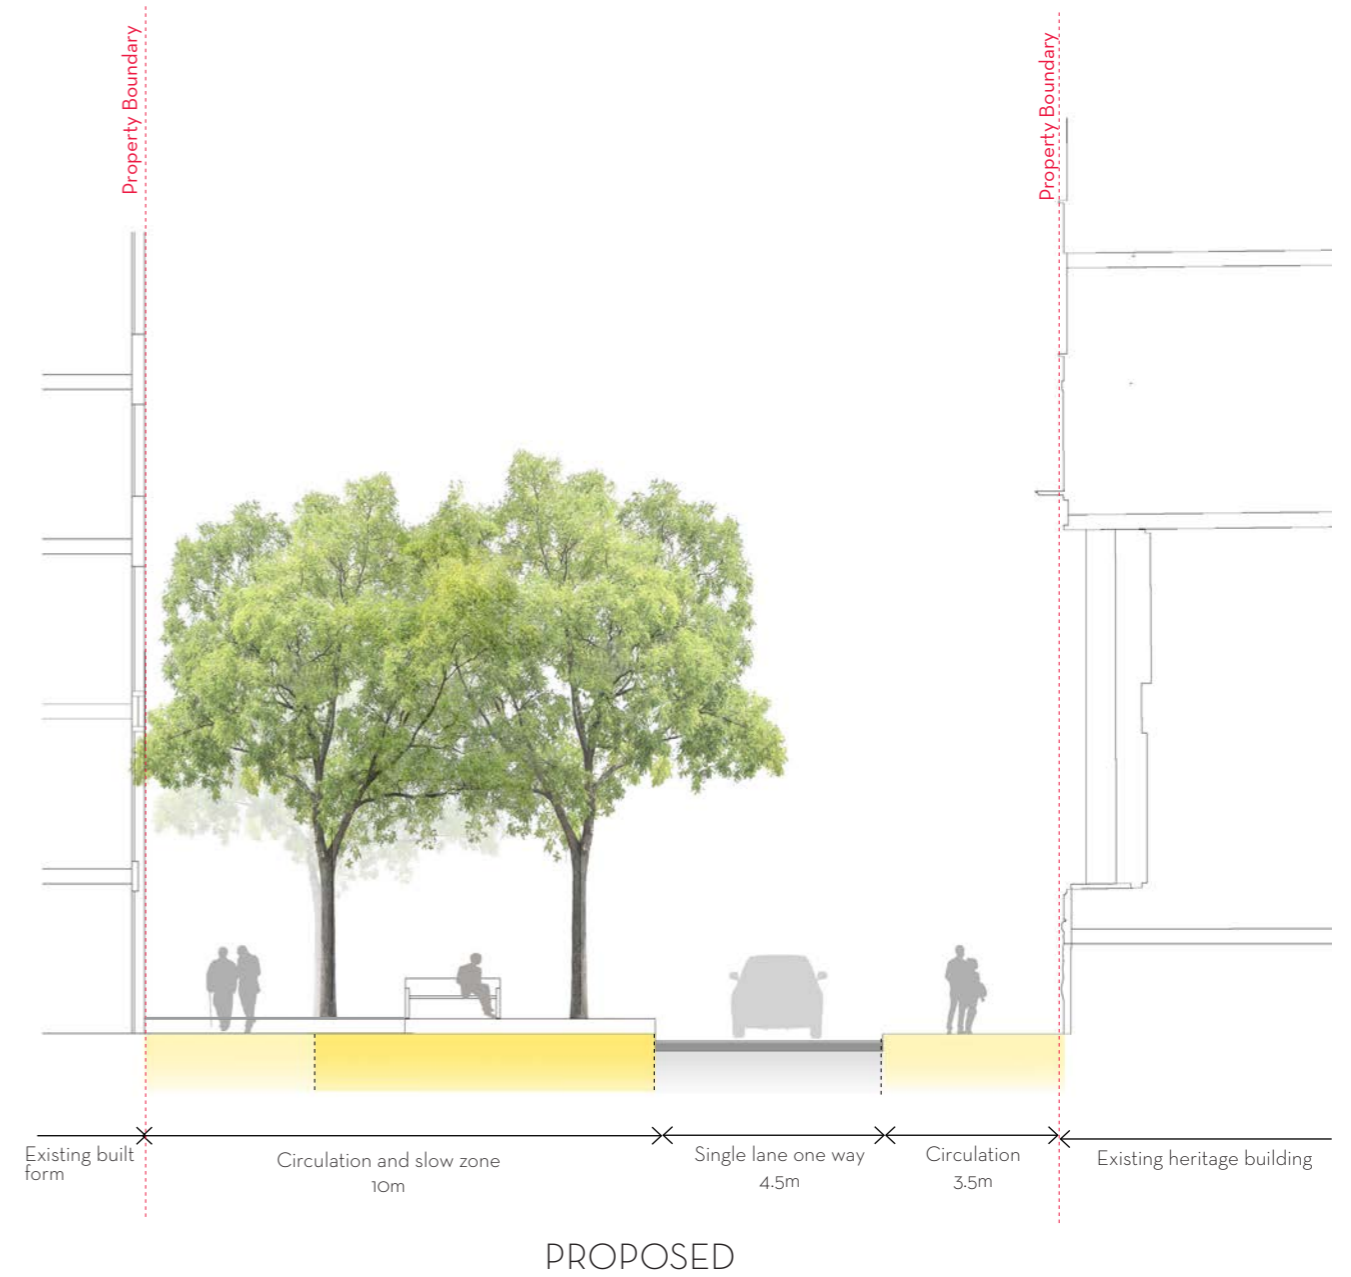 Property Boundary
Property Boundary
Existing built
form
Circulation and slow zone
10m
Single lane one way
4.5m
Circulation
3.5m
Existing heritage building
PROPOSED